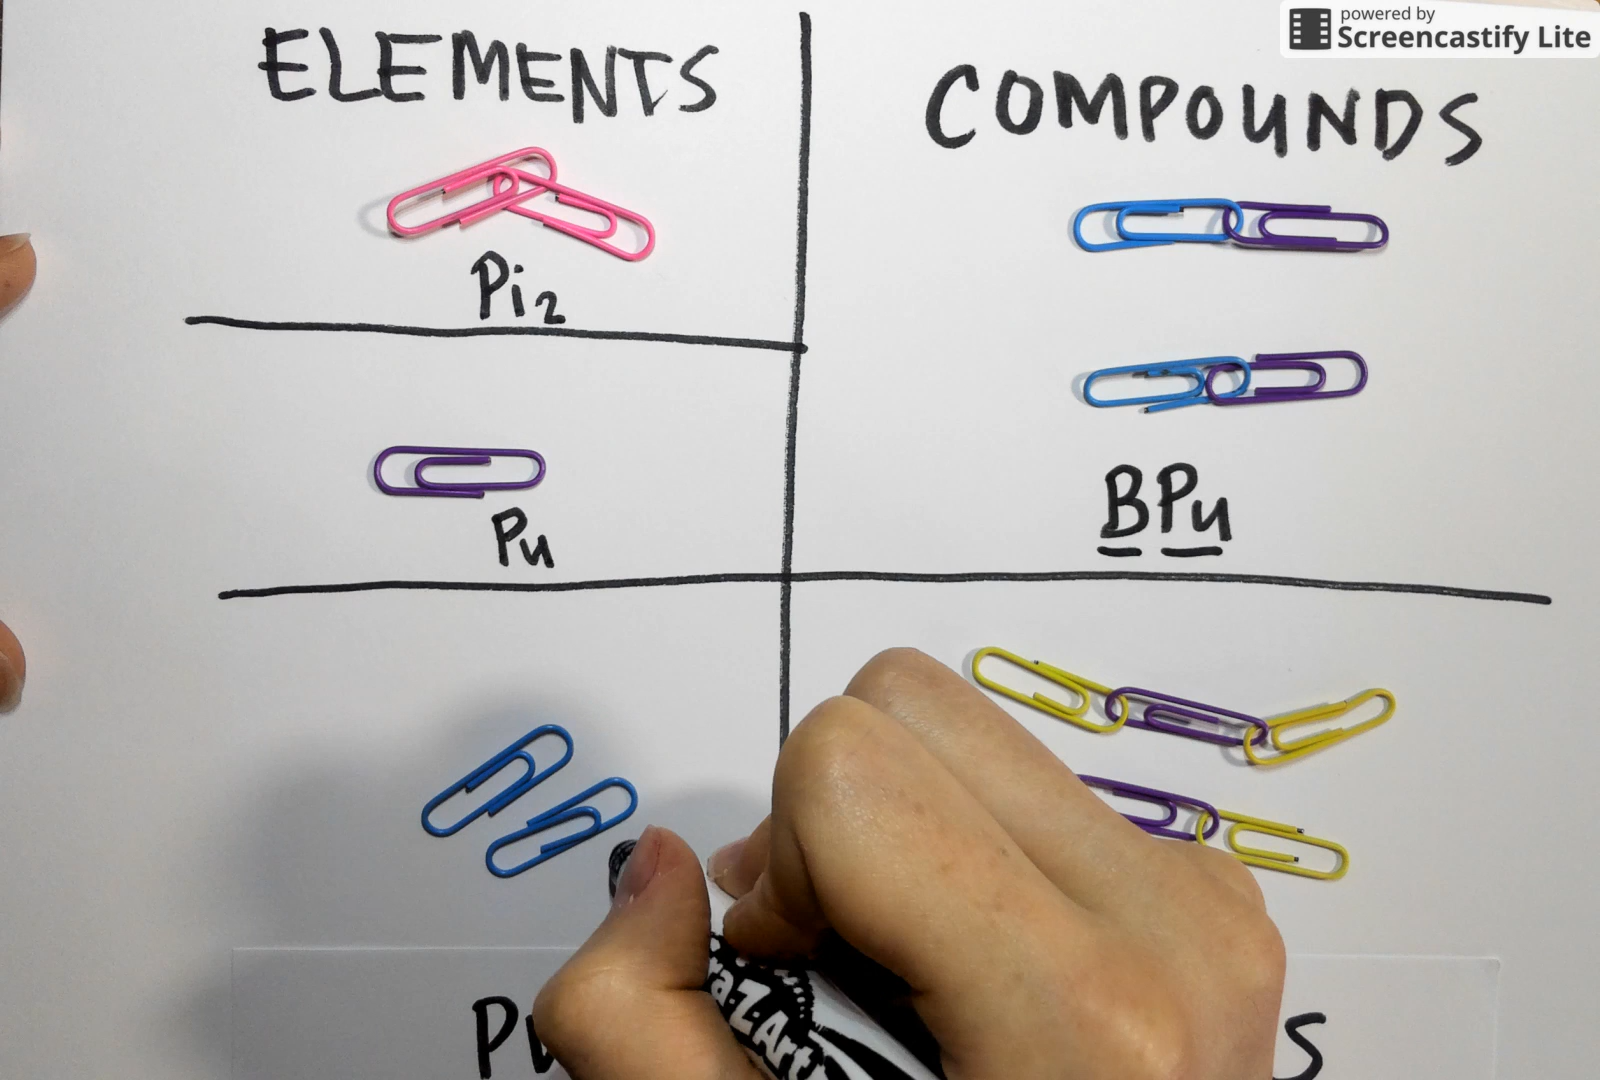 powered by
Screencastify Lite
ELEMENTS
COMPOUNDS
Pi2
Pu
BPu